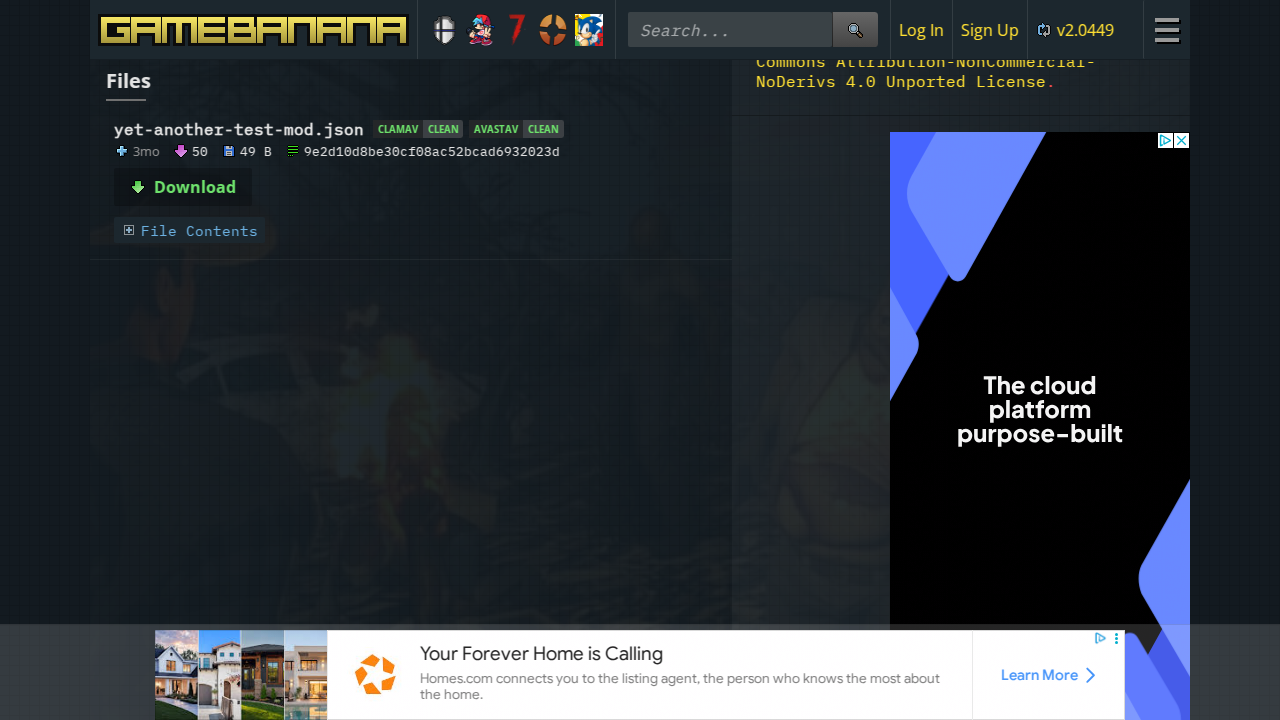 GAMEBANANA
Search...
Log In
Sign Up
v2.0449
Files
Commons Attribution-NonCommercial-
NoDerivs 4.0 Unported License.
yet-another-test-mod.json CLAMAV CLEAN AVASTAV CLEAN
3mo 50 49 B 9e2d10d8be30cf08ac52bcad6932023d
Download
File Contents
The cloud
platform
purpose-built
Your Forever Home is Calling
Homes.com connects you to the listing agent, the person who knows the most about
the home.
Learn More